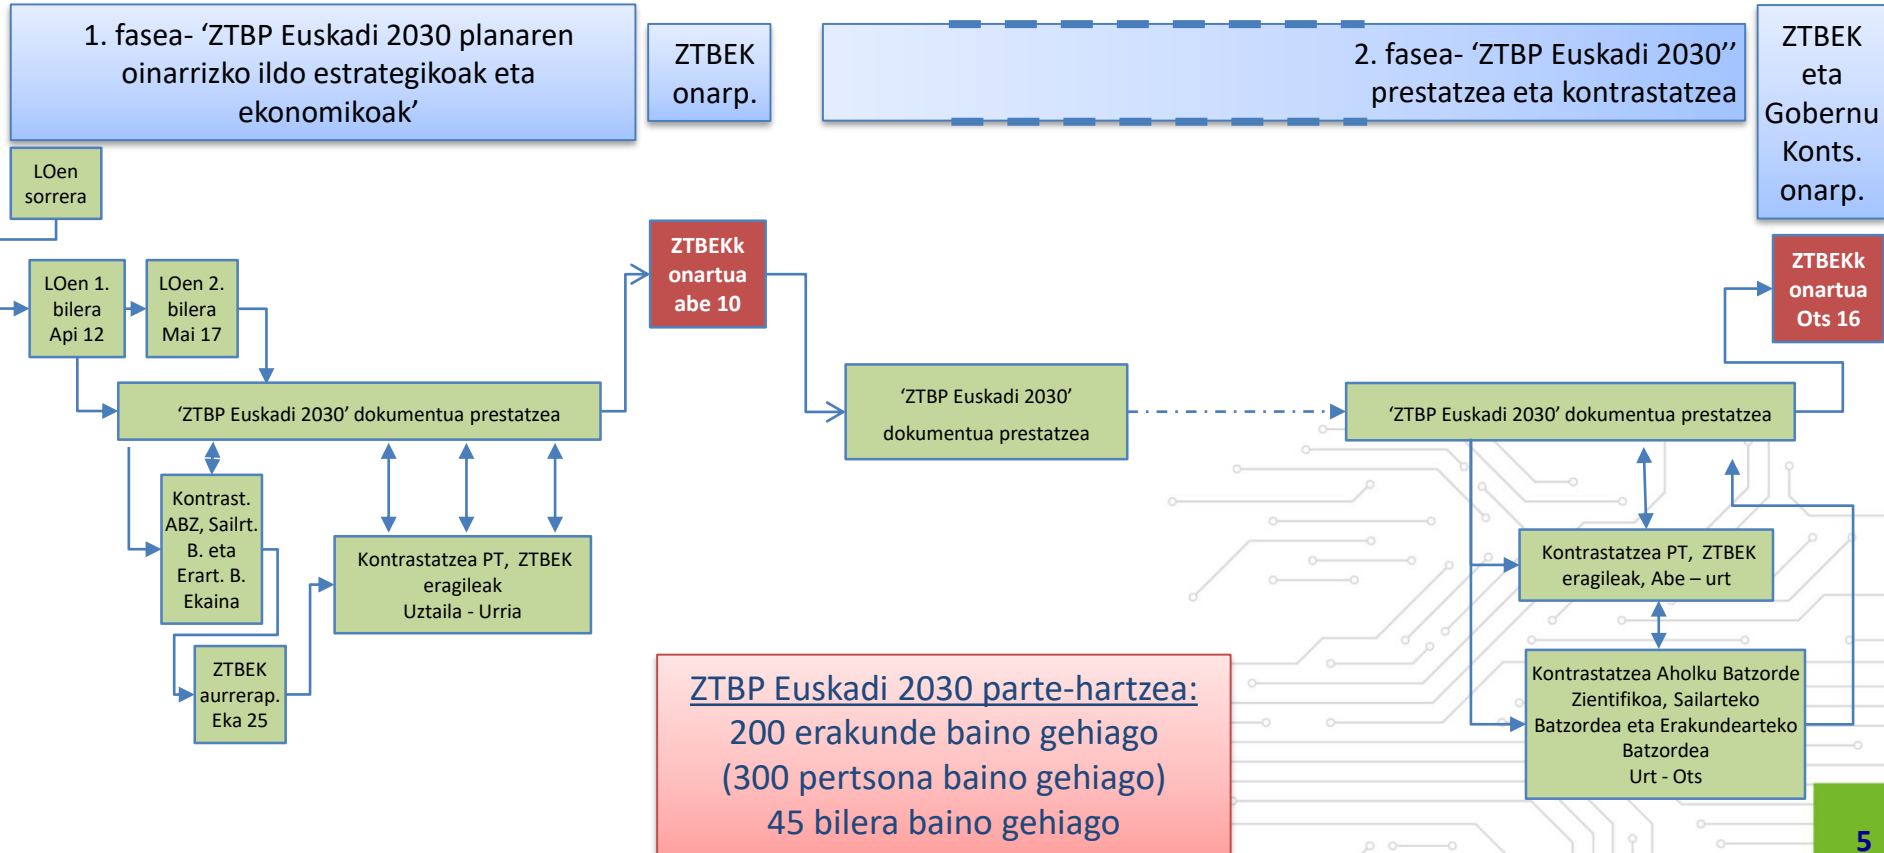 1. fasea- ‘ZTBP Euskadi 2030 planaren
oinarrizko ildo estrategikoak eta
ekonomikoak’
ZTBEK
onarp.
2. fasea- ‘ZTBP Euskadi 2030’’
prestatzea eta kontrastatzea
ZTBEK
eta
Gobernu
Konts.
onarp.
LOen
sorrera
LOen 1.
bilera
Api 12
LOen 2.
bilera
Mai 17
ZTBEKk
onartua
abe 10
ZTBEKk
onartua
Ots 16
‘ZTBP Euskadi 2030’ dokumentua prestatzea
‘ZTBP Euskadi 2030’
dokumentua prestatzea
‘ZTBP Euskadi 2030’ dokumentua prestatzea
Kontrast.
ABZ, Sailrt.
B. eta
Erart. B.
Ekaina
Kontrastatzea PT, ZTBEK
eragileak
Uztaila - Urria
ZTBEK
aurrerap.
Eka 25
Kontrastatzea PT, ZTBEK
eragileak, Abe – urt
Kontrastatzea Aholku Batzorde
Zientifikoa, Sailarteko
Batzordea eta Erakundearteko
Batzordea
Urt - Ots
ZTBP Euskadi 2030 parte-hartzea:
200 erakunde baino gehiago
(300 pertsona baino gehiago)
45 bilera baino gehiago
5